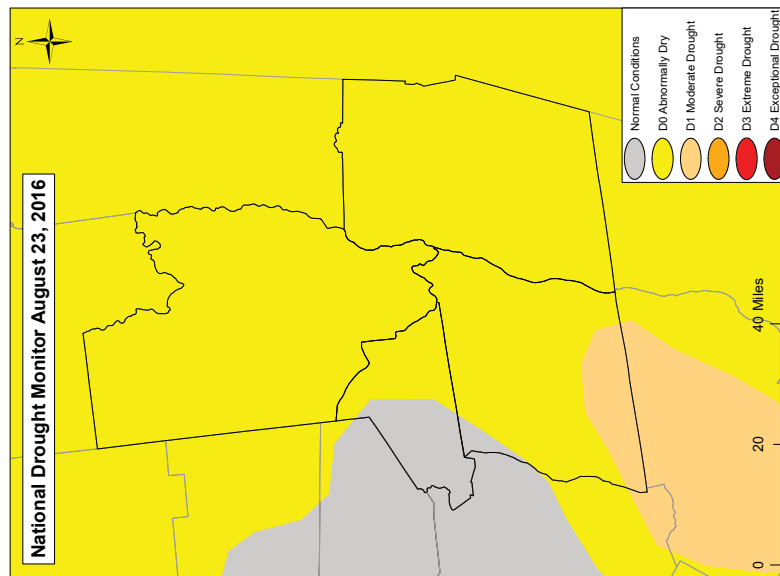 National Drought Monitor August 23, 2016
N
Normal Conditions
D0 Abnormally Dry
D1 Moderate Drought
D2 Severe Drought
D3 Extreme Drought
D4 Exceptional Drought
0 20 40 Miles